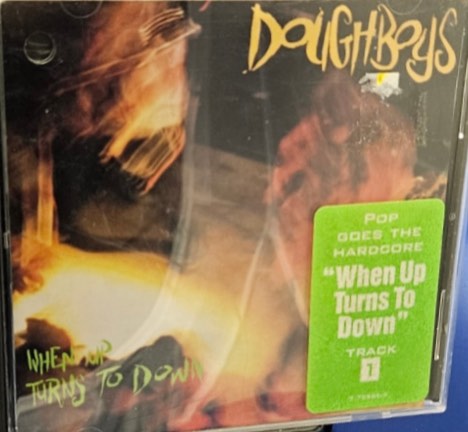 DOUGHBOYS
POP
GOES THE
HARDCORE
"When Up
Turns To
Down"
TRACK
1
WHEN UP
TURNS TO DOWN